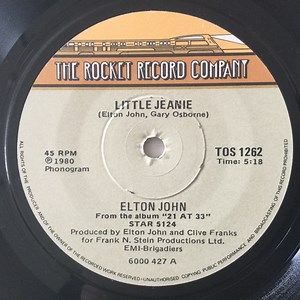 THE ROCKET RECORD COMPANY
LITTLE JEANIE
(Elton John, Gary Osborne)
45 RPM
℗ 1980
Phonogram
TOS 1262
Time: 5:18
ELTON JOHN
From the album "21 AT 33"
STAR 5124
Produced by Elton John and Clive Franks
for Frank N. Stein Productions Ltd.
EMI-Brigadiers
6000 427 A
ALL RIGHTS OF THE PRODUCER AND OF THE OWNER OF THE RECORDED WORK RESERVED. UNAUTHORISED COPYING PUBLIC PERFORMANCE AND BROADCASTING OF THIS RECORD PROHIBITED